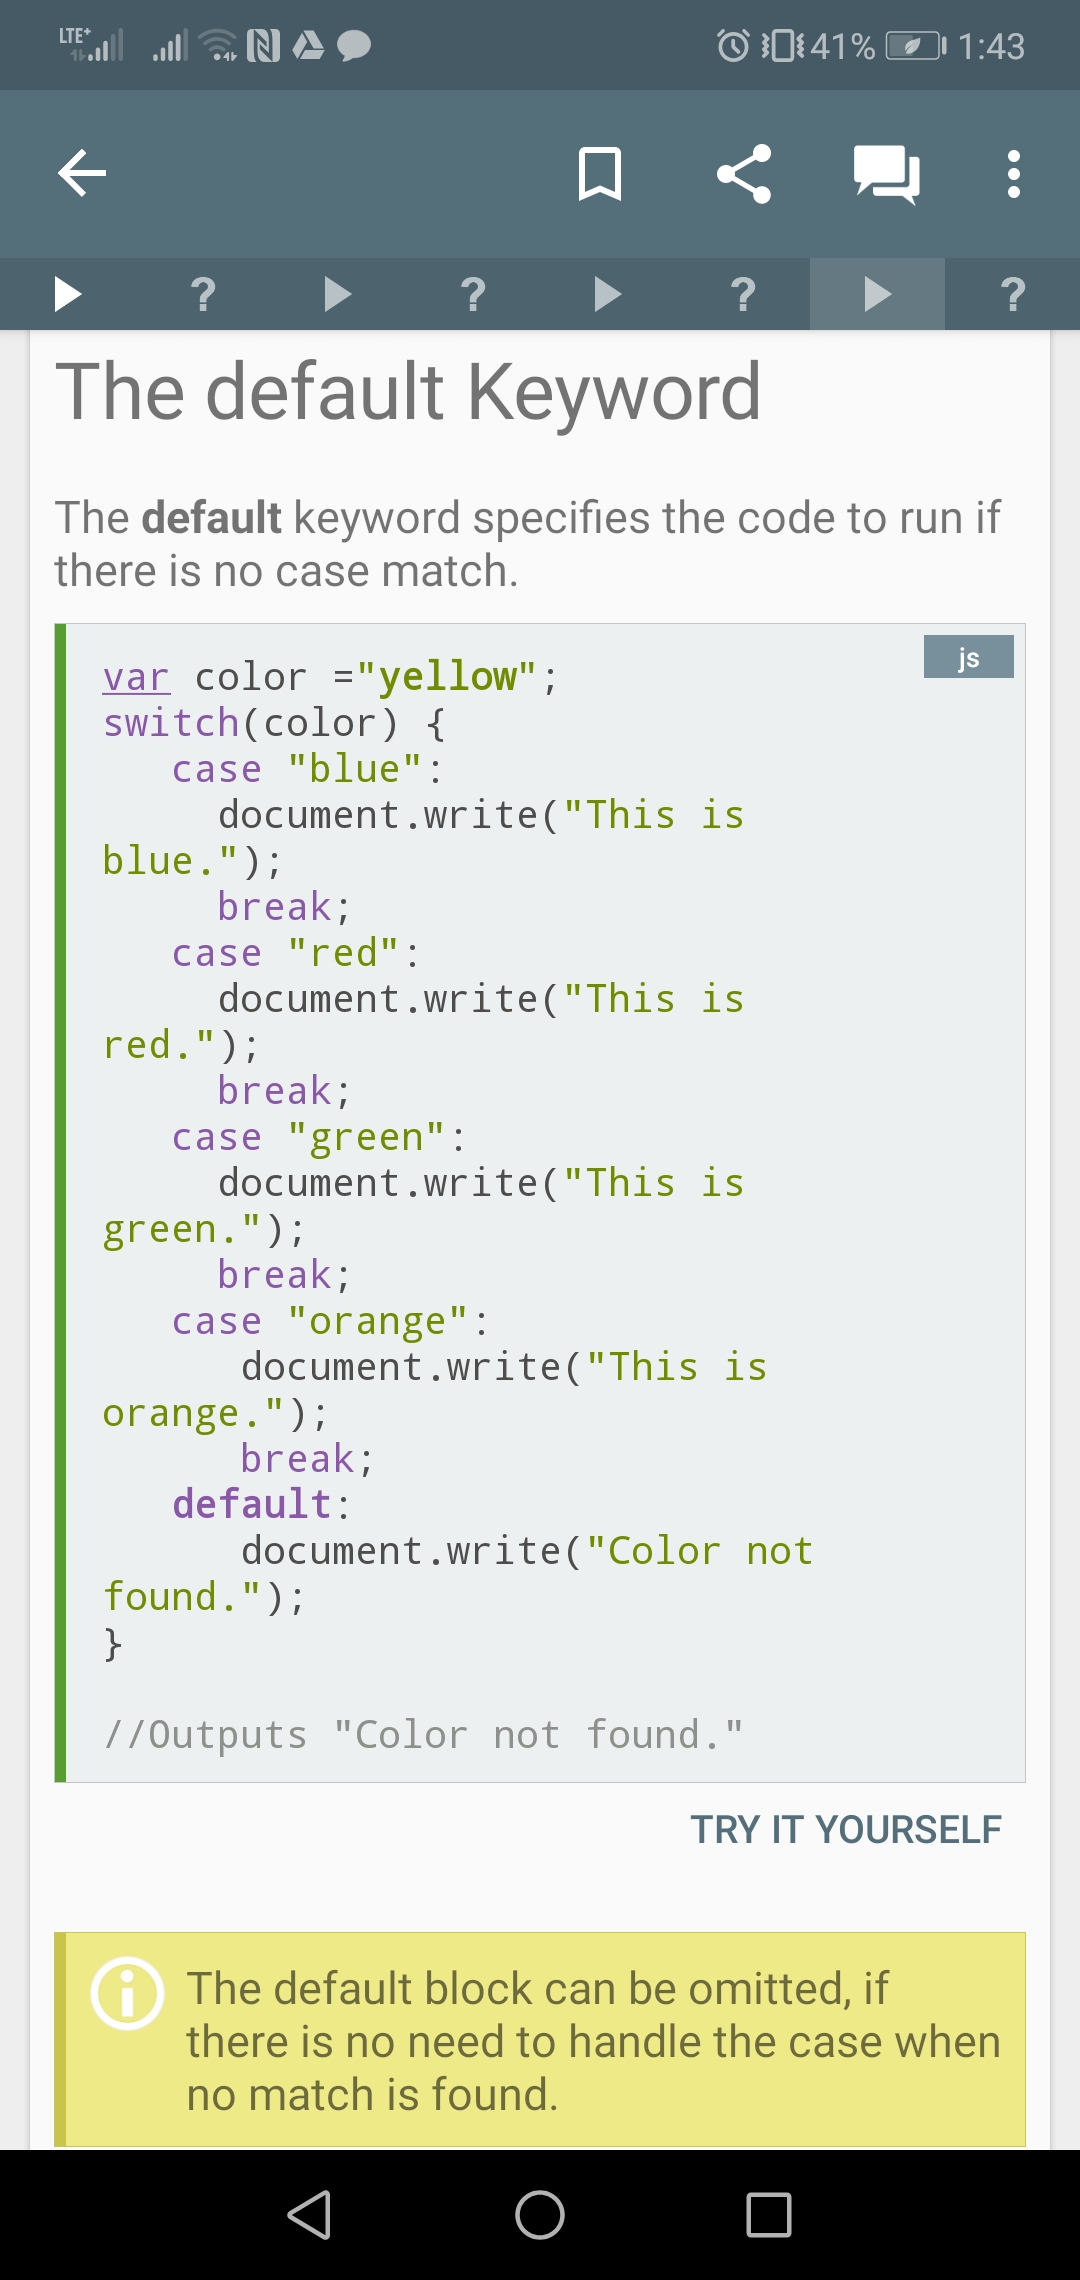 LTE+ 41% 1:43
? ? ? ?
The default Keyword
The default keyword specifies the code to run if
there is no case match.
js
var color ="yellow";
switch(color) {
   case "blue":
     document.write("This is
blue.");
     break;
   case "red":
     document.write("This is
red.");
     break;
   case "green":
     document.write("This is
green.");
     break;
   case "orange":
      document.write("This is
orange.");
      break;
   default:
      document.write("Color not
found.");
}
//Outputs "Color not found."
TRY IT YOURSELF
The default block can be omitted, if
there is no need to handle the case when
no match is found.